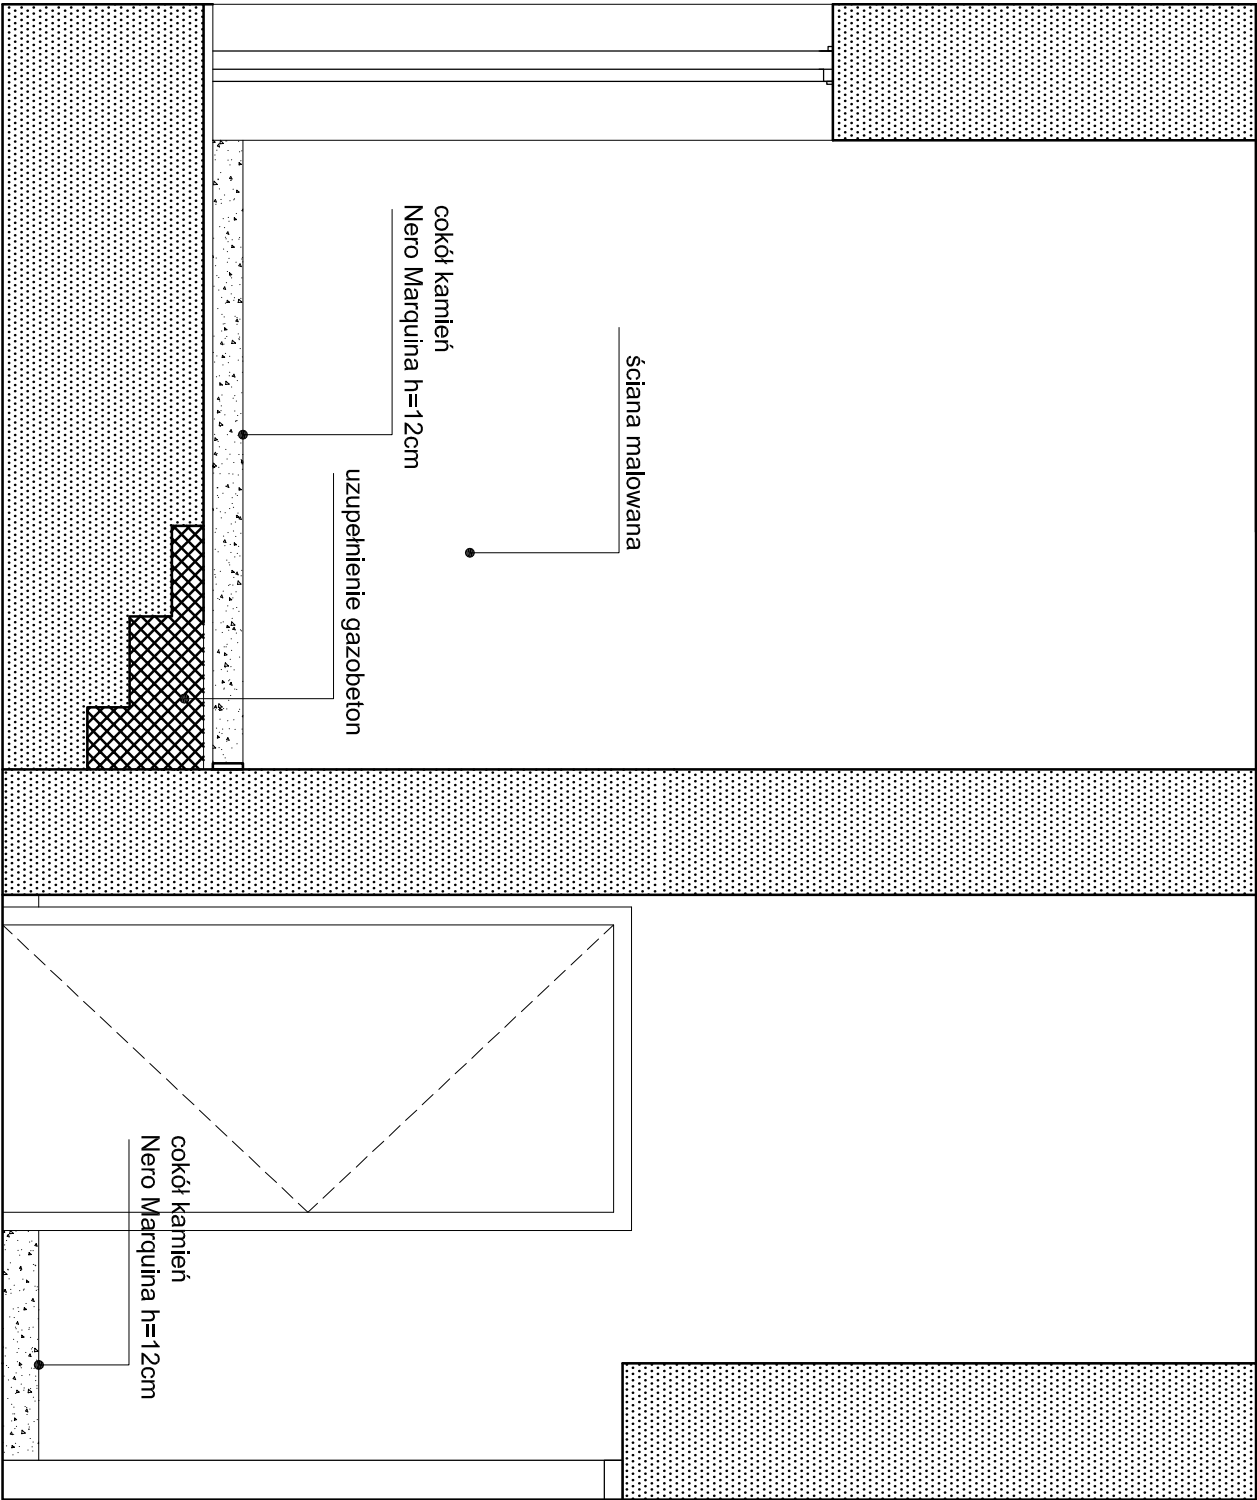 ściana malowana
cokół kamień
Nero Marquina h=12cm
uzupełnienie gazobeton
cokół kamień
Nero Marquina h=12cm